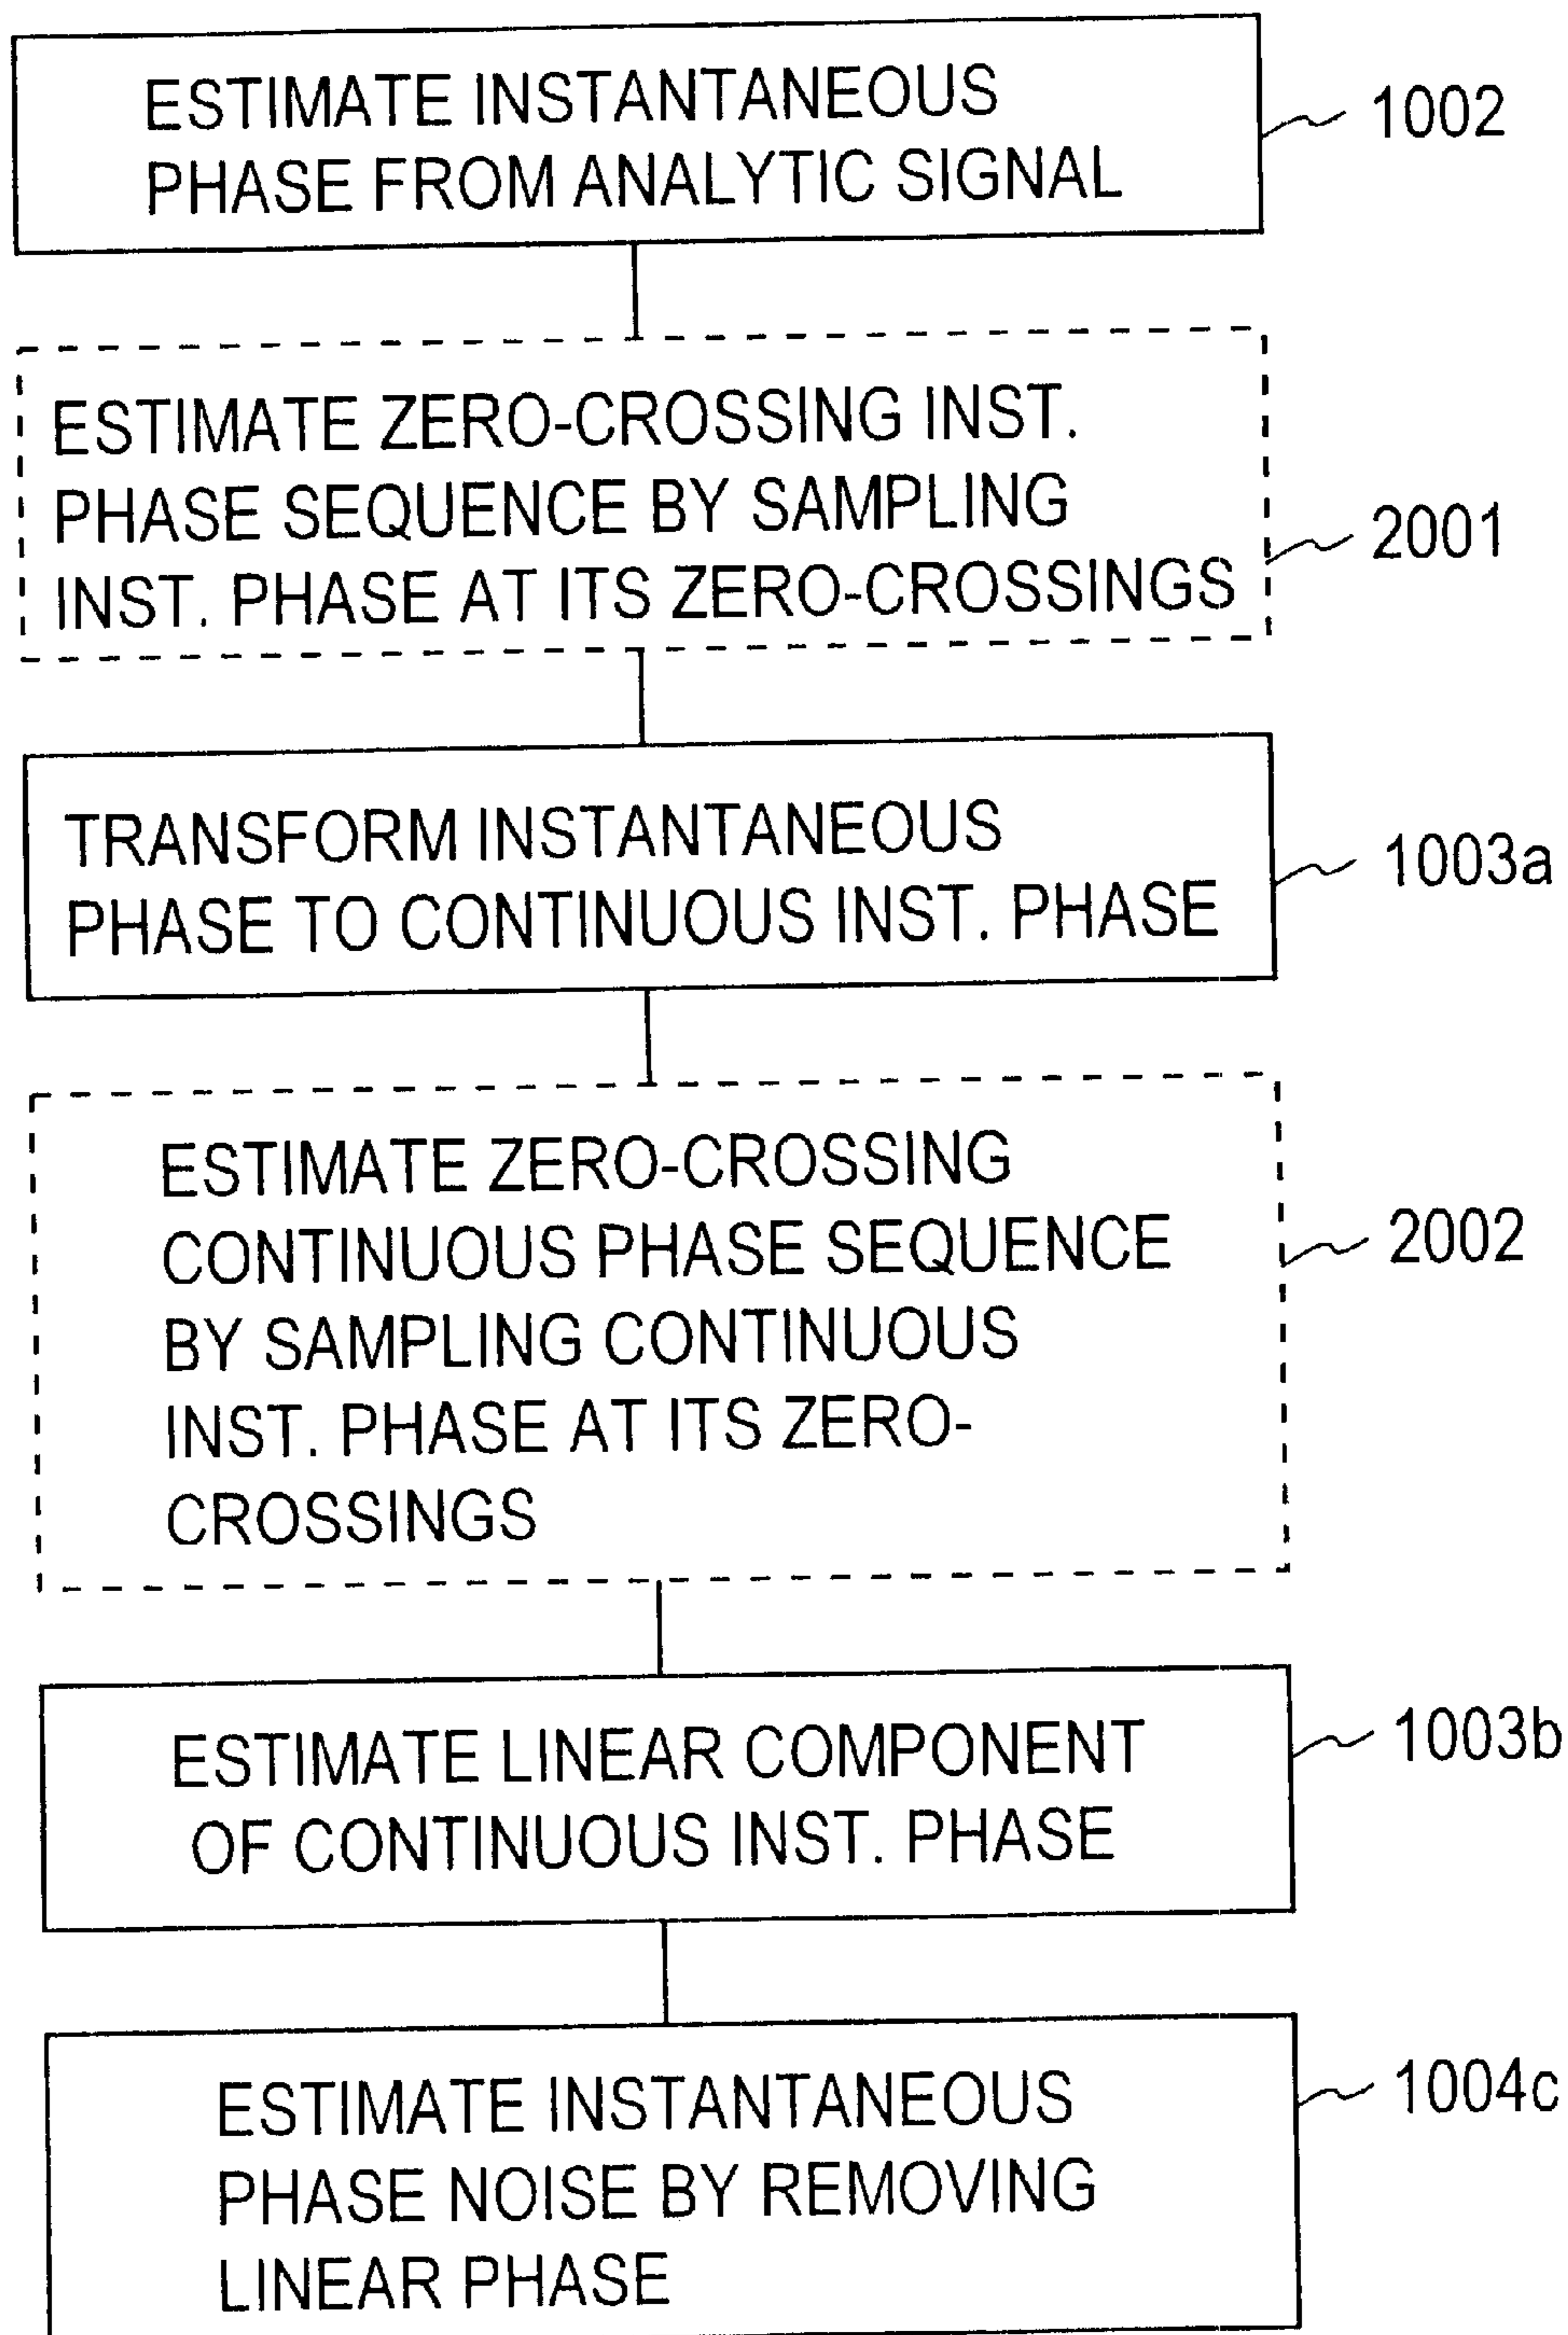 ESTIMATE INSTANTANEOUS
PHASE FROM ANALYTIC SIGNAL
1002
ESTIMATE ZERO-CROSSING INST.
PHASE SEQUENCE BY SAMPLING
INST. PHASE AT ITS ZERO-CROSSINGS
2001
TRANSFORM INSTANTANEOUS
PHASE TO CONTINUOUS INST. PHASE
1003a
ESTIMATE ZERO-CROSSING
CONTINUOUS PHASE SEQUENCE
BY SAMPLING CONTINUOUS
INST. PHASE AT ITS ZERO-
CROSSINGS
2002
ESTIMATE LINEAR COMPONENT
OF CONTINUOUS INST. PHASE
1003b
ESTIMATE INSTANTANEOUS
PHASE NOISE BY REMOVING
LINEAR PHASE
1004c